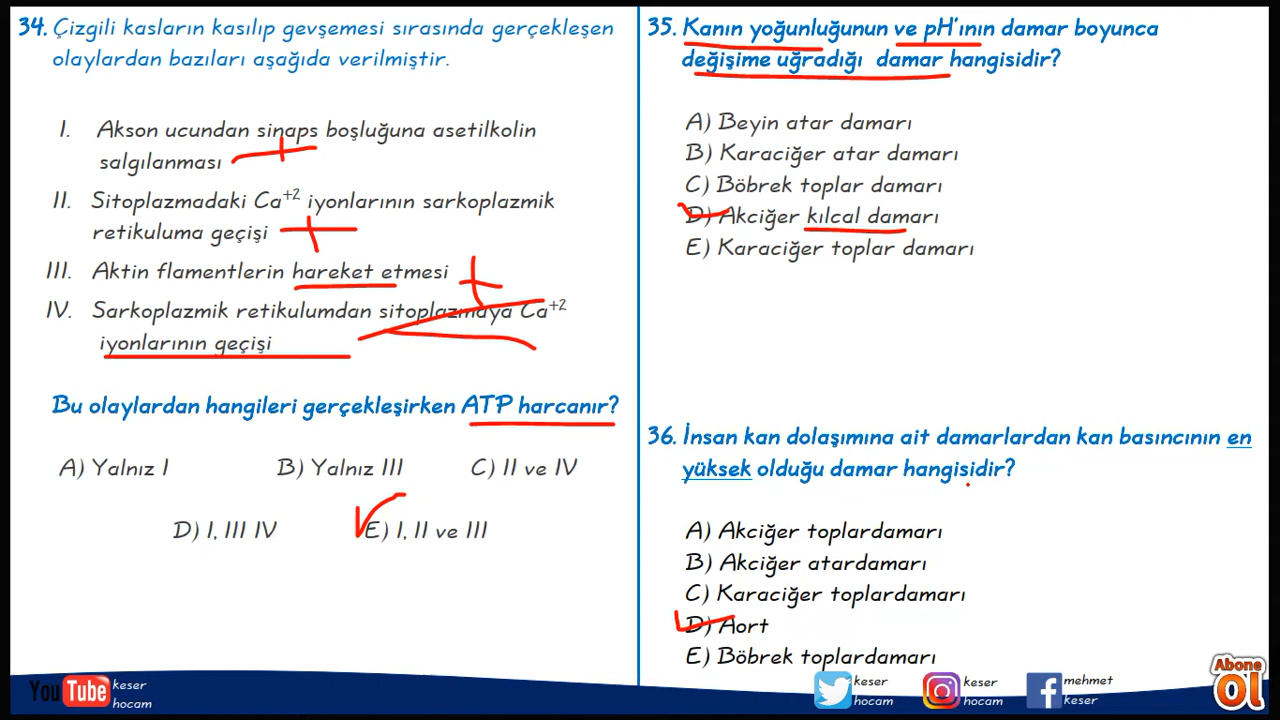 34. Çizgili kasların kasılıp gevşemesi sırasında gerçekleşen
olaylardan bazıları aşağıda verilmiştir.
I. Akson ucundan sinaps boşluğuna asetilkolin
salgılanması
II. Sitoplazmadaki Ca+2 iyonlarının sarkoplazmik
retikuluma geçişi
III. Aktin flamentlerin hareket etmesi
IV. Sarkoplazmik retikulumdan sitoplazmaya Ca+2
iyonlarının geçişi
Bu olaylardan hangileri gerçekleşirken ATP harcanır?
A) Yalnız I B) Yalnız III C) II ve IV
D) I, III IV E) I, II ve III
35. Kanın yoğunluğunun ve pH'ının damar boyunca
değişime uğradığı damar hangisidir?
A) Beyin atar damarı
B) Karaciğer atar damarı
C) Böbrek toplar damarı
D) Akciğer kılcal damarı
E) Karaciğer toplar damarı
36. İnsan kan dolaşımına ait damarlardan kan basıncının en
yüksek olduğu damar hangisidir?
A) Akciğer toplardamarı
B) Akciğer atardamarı
C) Karaciğer toplardamarı
D) Aort
E) Böbrek toplardamarı
YouTube keser
hocam
keser
hocam
keser
hocam
mehmet
keser
Abone
OL